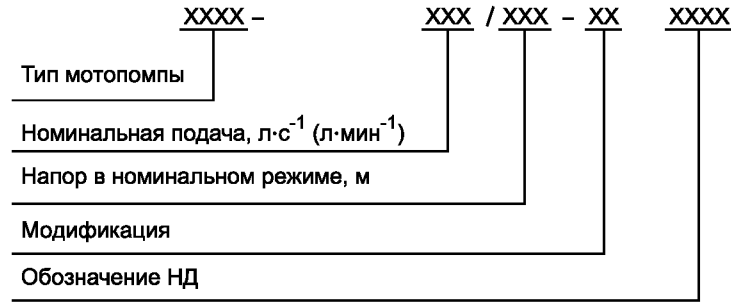 XXXX – XXX / XXX – XX XXXX
Тип мотопомпы
Номинальная подача, л·с⁻¹ (л·мин⁻¹)
Напор в номинальном режиме, м
Модификация
Обозначение НД